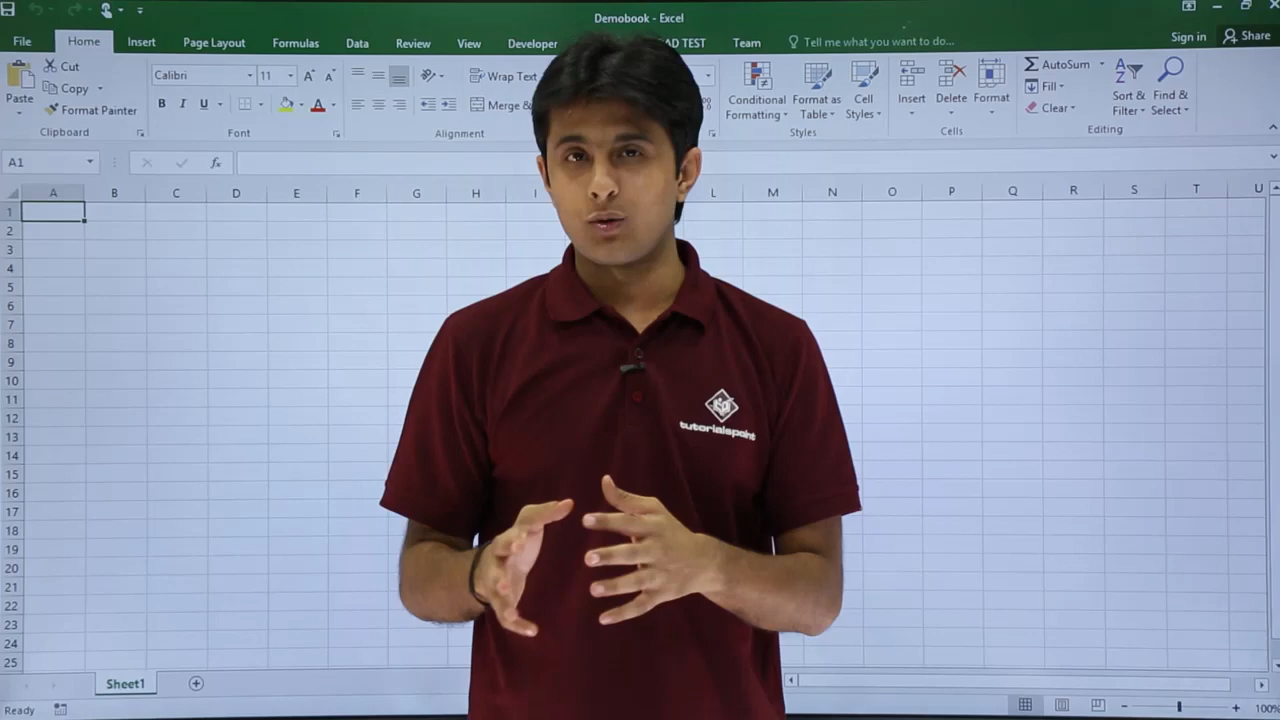 Demobook - Excel
File Home Insert Page Layout Formulas Data Review View Developer AD TEST Team Tell me what you want to do... Sign in Share
Cut
Copy
Format Painter
Paste
Clipboard
Calibri 11
B I U A
Font
Wrap Text
Merge &
Alignment
Conditional Formatting
Format as Table
Cell Styles
Styles
Insert Delete Format
Cells
AutoSum
Fill
Clear
Sort & Filter
Find & Select
Editing
A1 fx
A B C D E F G H I L M N O P Q R S T U
1
2
3
4
5
6
7
8
9
10
11
12
13
14
15
16
17
18
19
20
21
22
23
24
25
tutorialspoint
Sheet1
Ready 100%